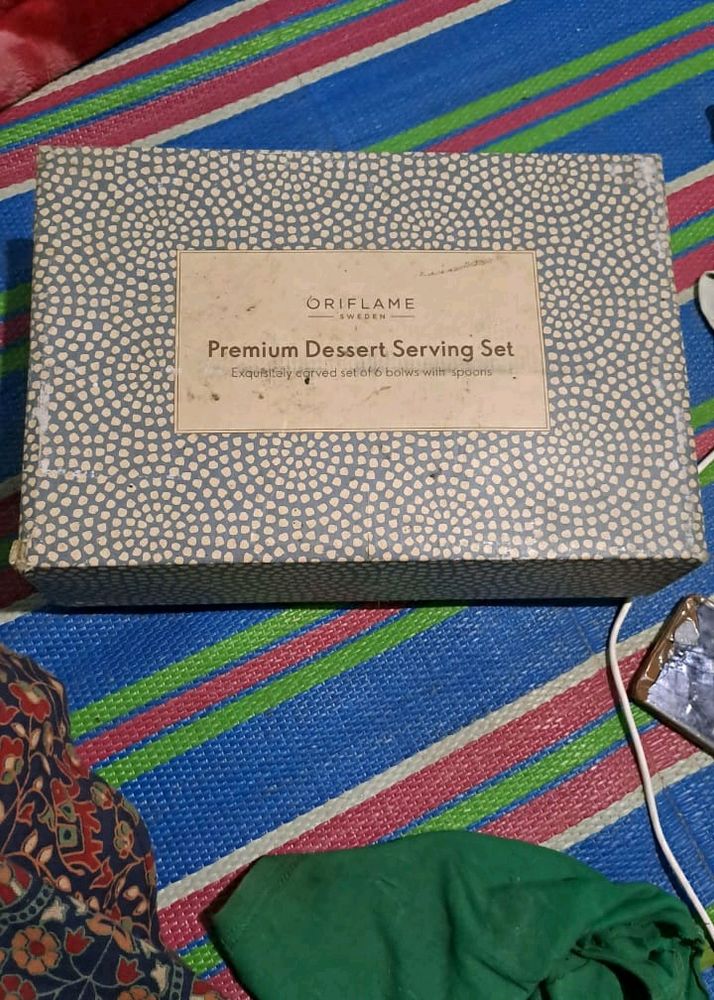 ORIFLAME
SWEDEN
Premium Dessert Serving Set
Exquisitely carved set of 6 bolws with spoons